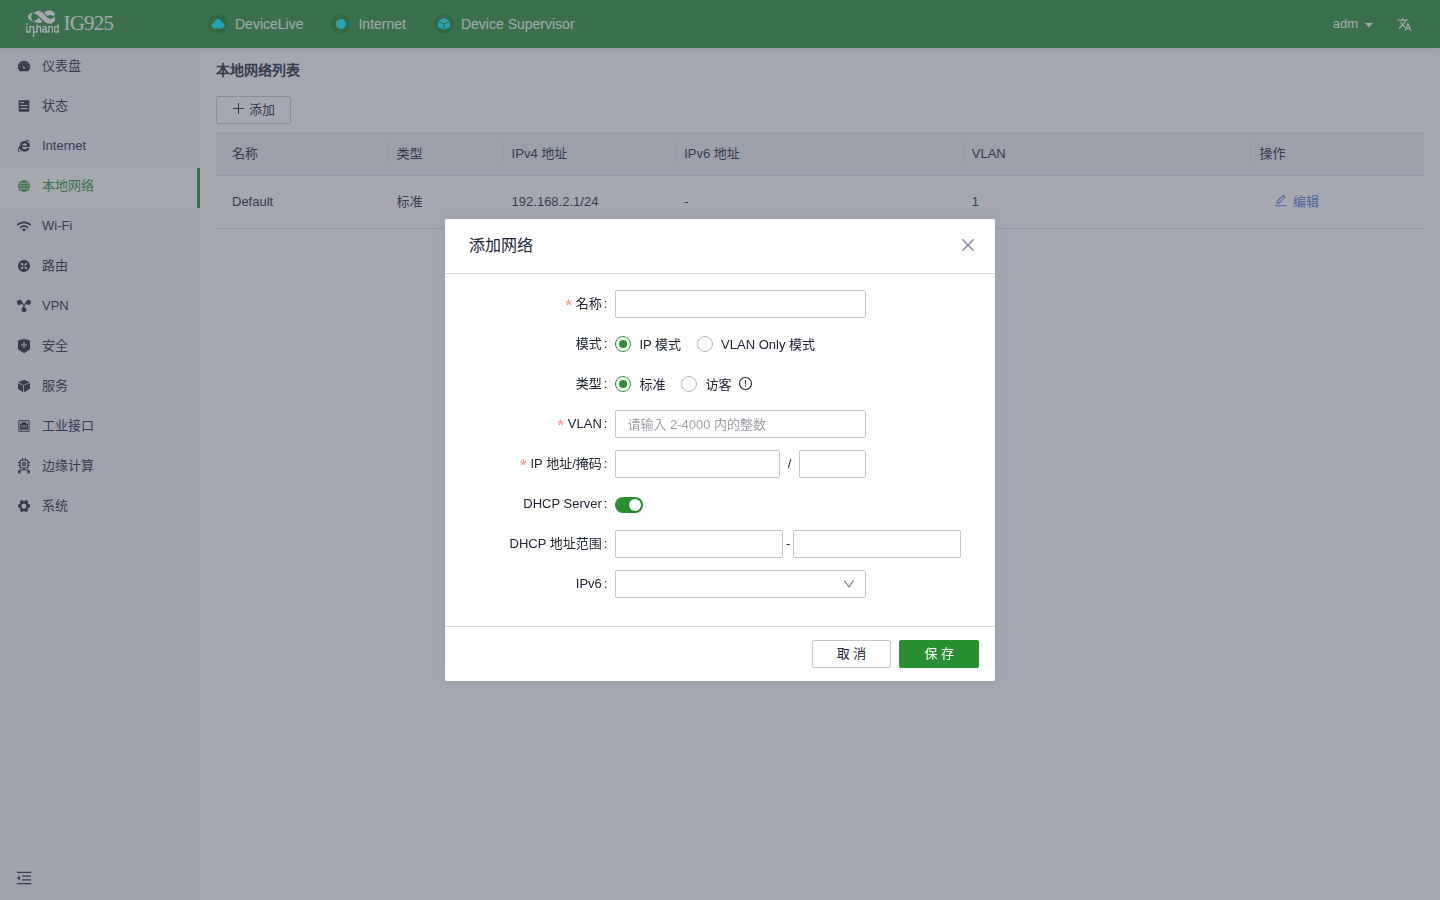 inhand IG925
DeviceLive
Internet
Device Supervisor
adm
仪表盘
状态
Internet
本地网络
Wi-Fi
路由
VPN
安全
服务
工业接口
边缘计算
系统
本地网络列表
添加
名称 类型 IPv4 地址 IPv6 地址 VLAN 操作
Default 标准 192.168.2.1/24 - 1 编辑
添加网络
* 名称:
模式: IP 模式 VLAN Only 模式
类型: 标准 访客
* VLAN: 请输入 2-4000 内的整数
* IP 地址/掩码: /
DHCP Server:
DHCP 地址范围: -
IPv6:
取 消 保 存